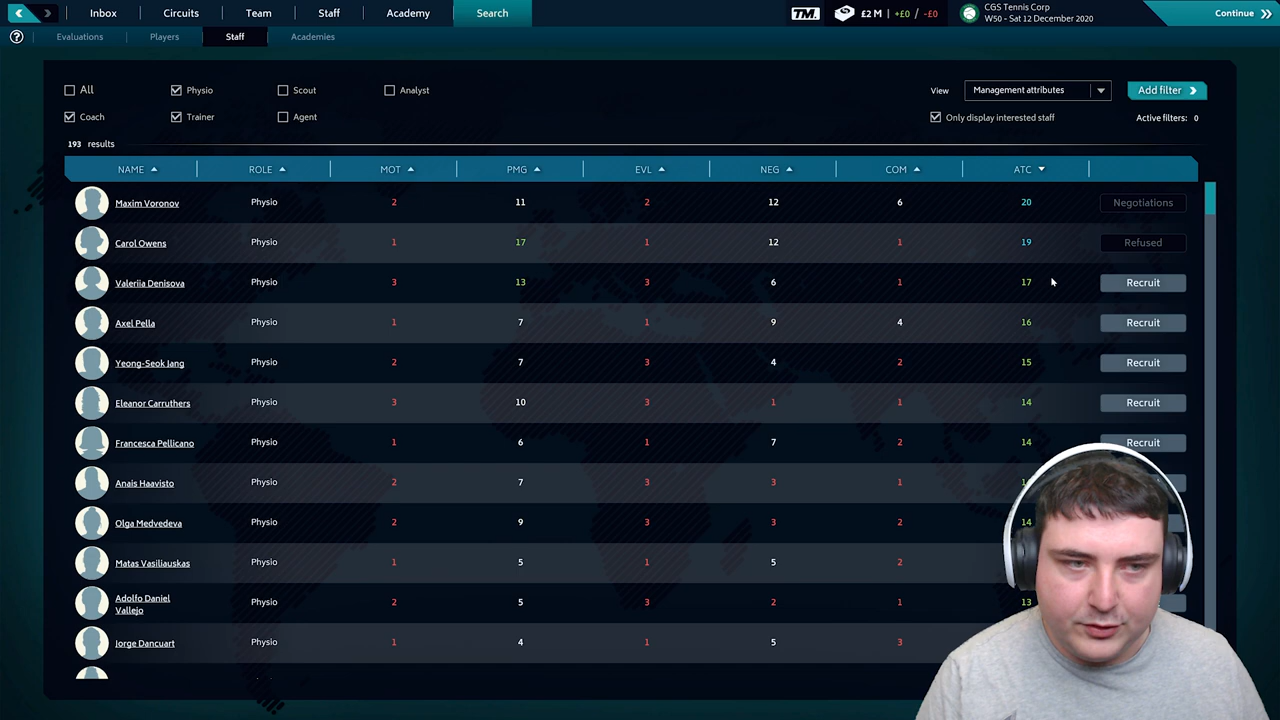 Inbox Circuits Team Staff Academy Search TM. £2 M | +£0 / -£0 CGS Tennis Corp Continue
W50 - Sat 12 December 2020
? Evaluations Players Staff Academies
All Physio Scout Analyst View Management attributes Add filter
Coach Trainer Agent Only display interested staff Active filters: 0
193 results
NAME ROLE MOT PMG EVL NEG COM ATC
Maxim Voronov Physio 2 11 2 12 6 20 Negotiations
Carol Owens Physio 1 17 1 12 1 19 Refused
Valeriia Denisova Physio 3 13 3 6 1 17 Recruit
Axel Pella Physio 1 7 1 9 4 16 Recruit
Yeong-Seok Jang Physio 2 7 3 4 2 15 Recruit
Eleanor Carruthers Physio 3 10 3 1 1 14 Recruit
Francesca Pellicano Physio 1 6 1 7 2 14 Recruit
Anais Haavisto Physio 2 7 3 3 1
Olga Medvedeva Physio 2 9 3 3 2 14
Matas Vasiliauskas Physio 1 5 1 5 2
Adolfo Daniel Vallejo Physio 2 5 3 2 1 13
Jorge Dancuart Physio 1 4 1 5 3